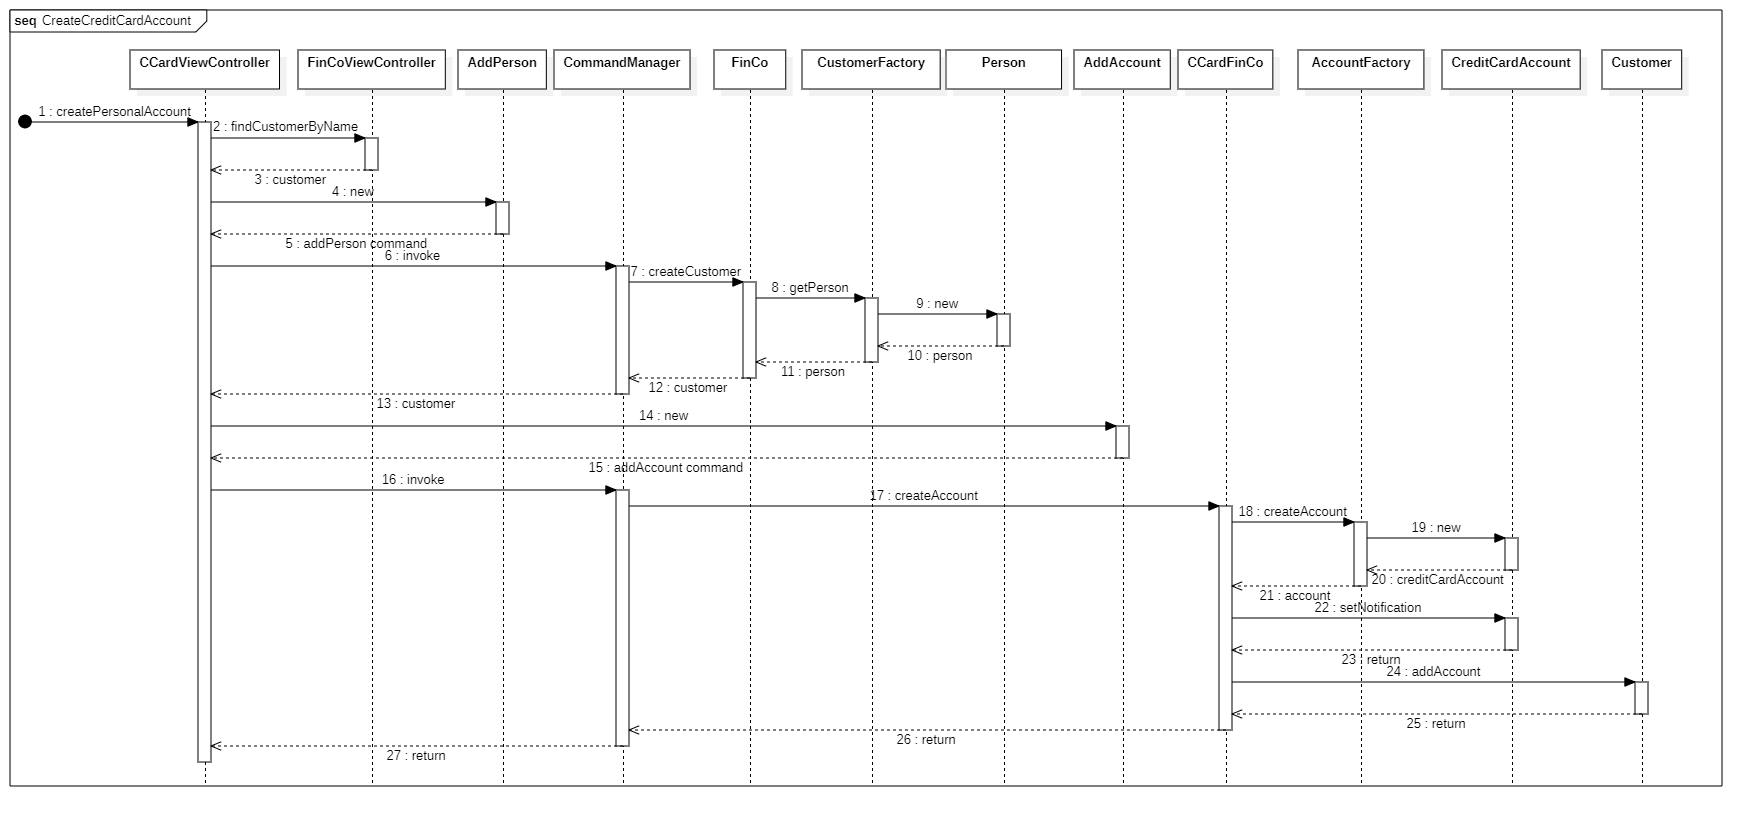 seq CreateCreditCardAccount
CCardViewController
FinCoViewController
AddPerson
CommandManager
FinCo
CustomerFactory
Person
AddAccount
CCardFinCo
AccountFactory
CreditCardAccount
Customer
1 : createPersonalAccount
2 : findCustomerByName
3 : customer
4 : new
5 : addPerson command
6 : invoke
7 : createCustomer
8 : getPerson
9 : new
10 : person
11 : person
12 : customer
13 : customer
14 : new
15 : addAccount command
16 : invoke
17 : createAccount
18 : createAccount
19 : new
20 : creditCardAccount
21 : account
22 : setNotification
23 : return
24 : addAccount
25 : return
26 : return
27 : return